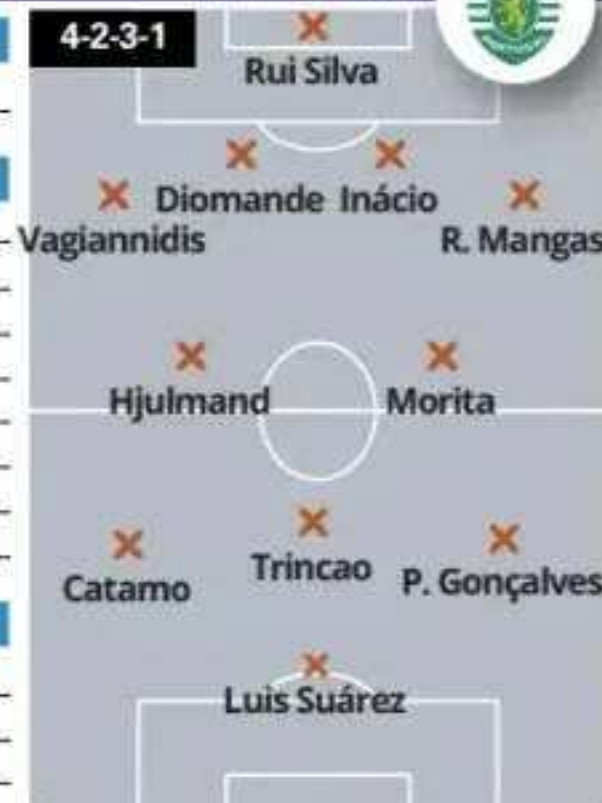 4-2-3-1
Rui Silva
Diomande Inácio
Vagiannidis R. Mangas
Hjulmand Morita
Trincao
Catamo P. Gonçalves
Luis Suárez